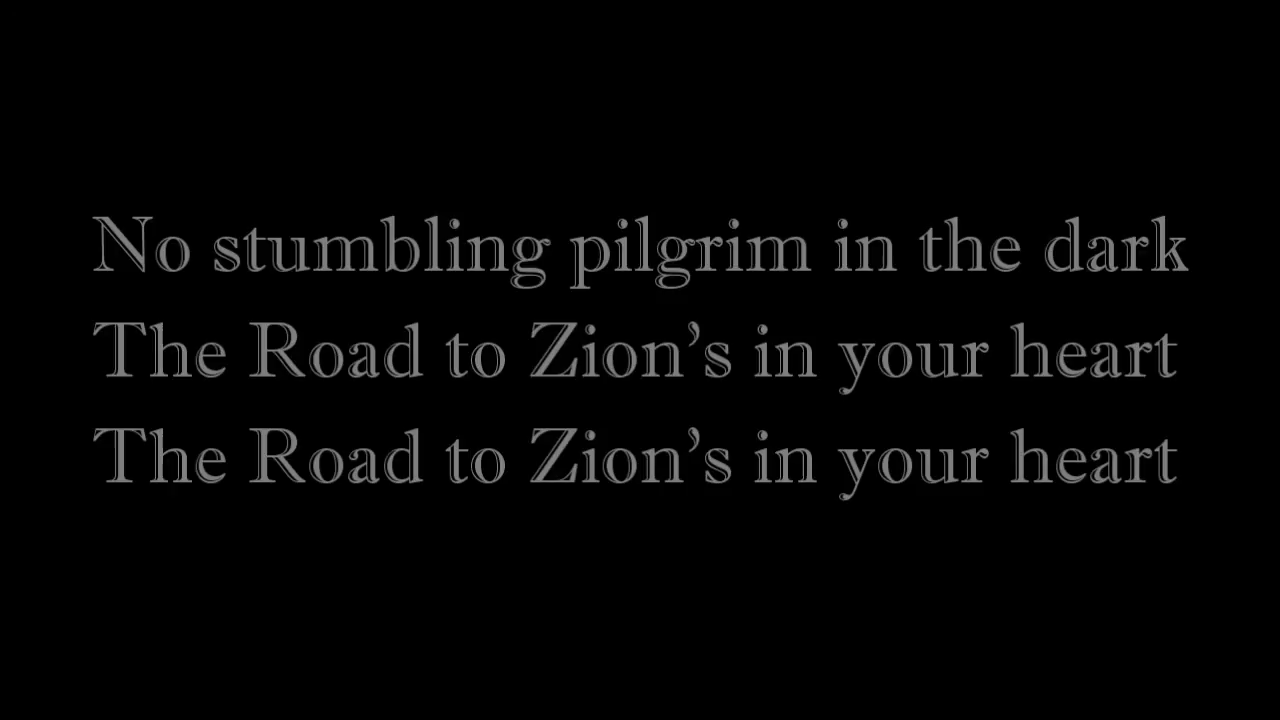 No stumbling pilgrim in the dark
The Road to Zion’s in your heart
The Road to Zion’s in your heart